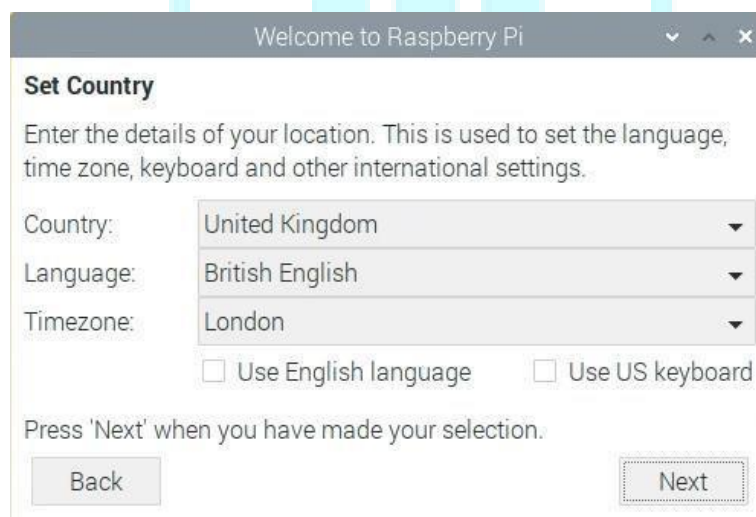 Welcome to Raspberry Pi
Set Country
Enter the details of your location. This is used to set the language,
time zone, keyboard and other international settings.
Country: United Kingdom
Language: British English
Timezone: London
Use English language Use US keyboard
Press 'Next' when you have made your selection.
Back Next